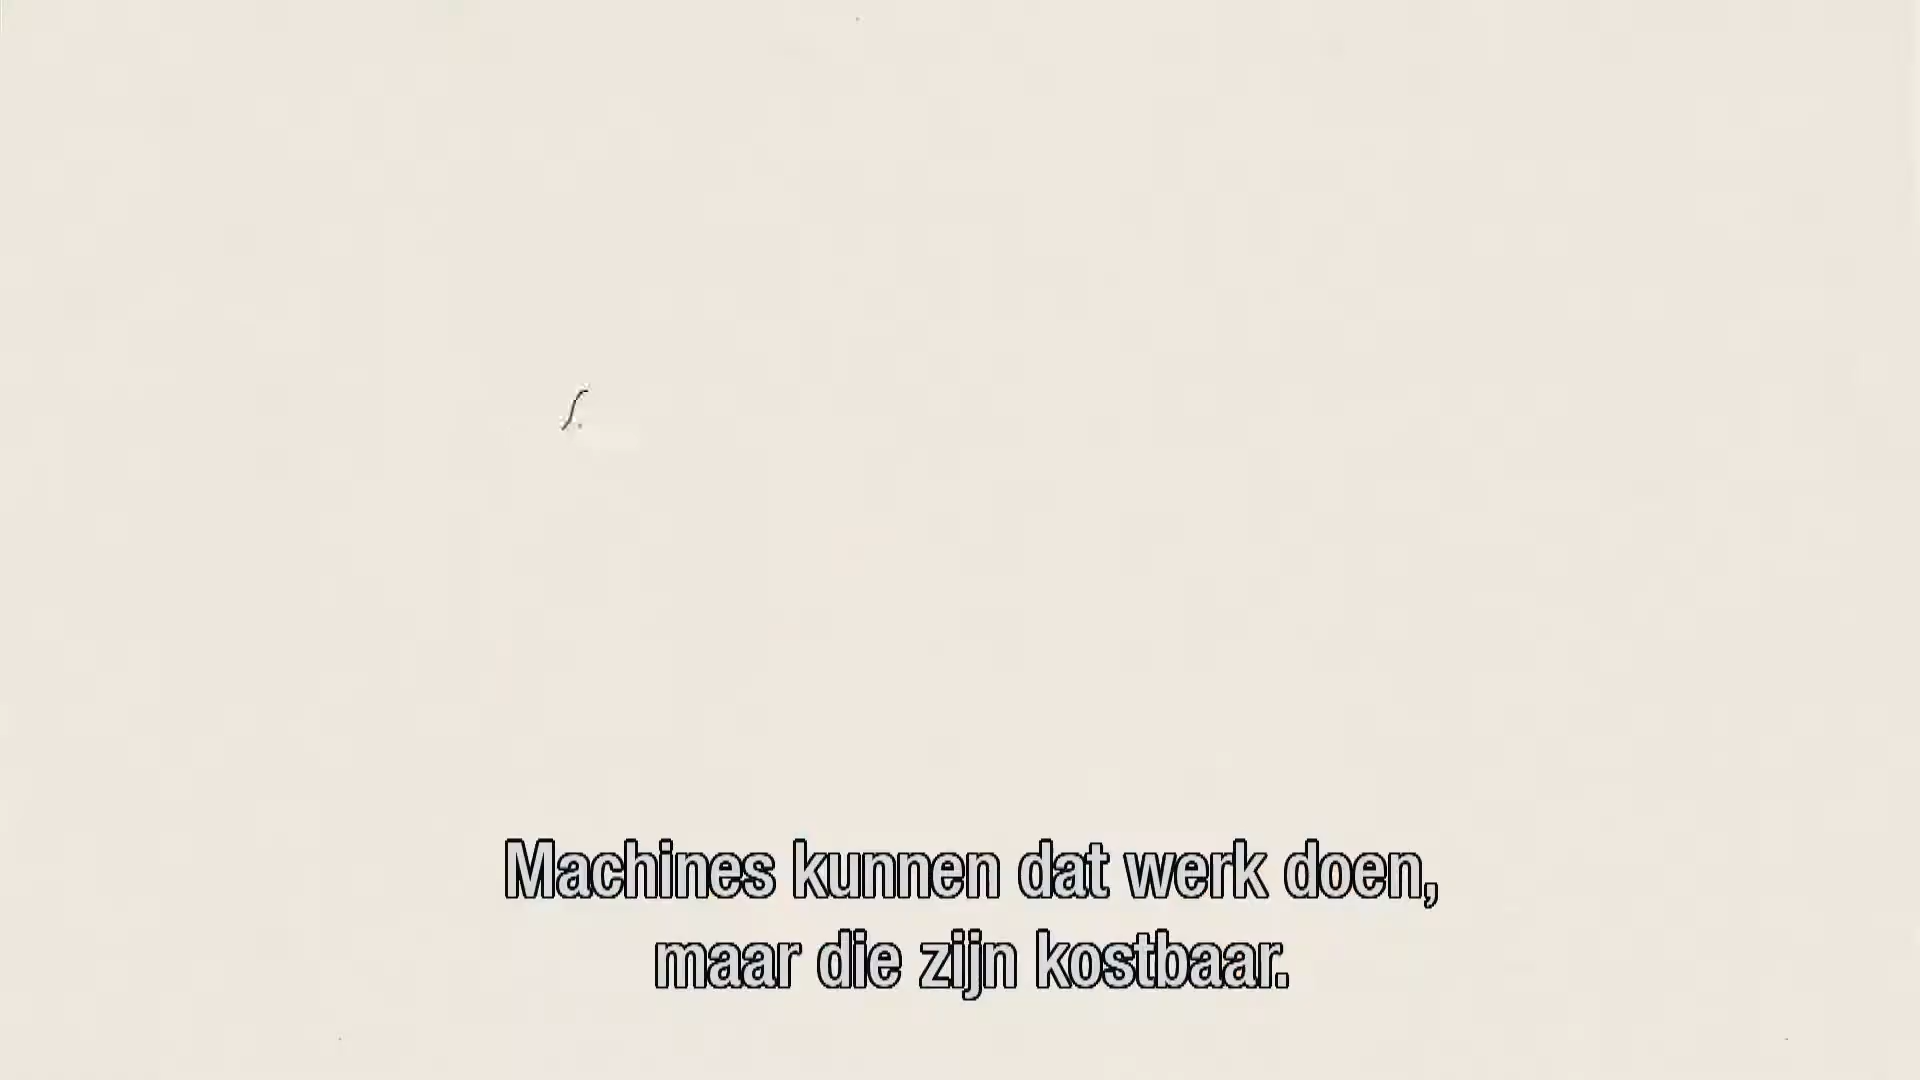 Machines kunnen dat werk doen,
maar die zijn kostbaar.